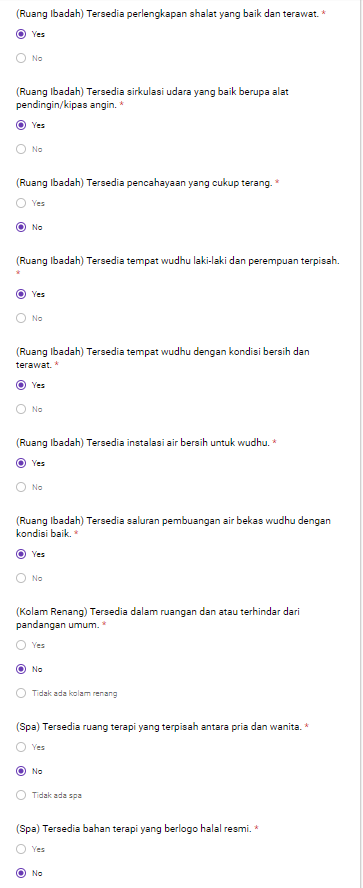 (Ruang Ibadah) Tersedia perlengkapan shalat yang baik dan terawat. *
Yes
No
(Ruang Ibadah) Tersedia sirkulasi udara yang baik berupa alat
pendingin/kipas angin. *
Yes
No
(Ruang Ibadah) Tersedia pencahayaan yang cukup terang. *
Yes
No
(Ruang Ibadah) Tersedia tempat wudhu laki-laki dan perempuan terpisah.
*
Yes
No
(Ruang Ibadah) Tersedia tempat wudhu dengan kondisi bersih dan
terawat. *
Yes
No
(Ruang Ibadah) Tersedia instalasi air bersih untuk wudhu. *
Yes
No
(Ruang Ibadah) Tersedia saluran pembuangan air bekas wudhu dengan
kondisi baik. *
Yes
No
(Kolam Renang) Tersedia dalam ruangan dan atau terhindar dari
pandangan umum. *
Yes
No
Tidak ada kolam renang
(Spa) Tersedia ruang terapi yang terpisah antara pria dan wanita. *
Yes
No
Tidak ada spa
(Spa) Tersedia bahan terapi yang berlogo halal resmi. *
Yes
No